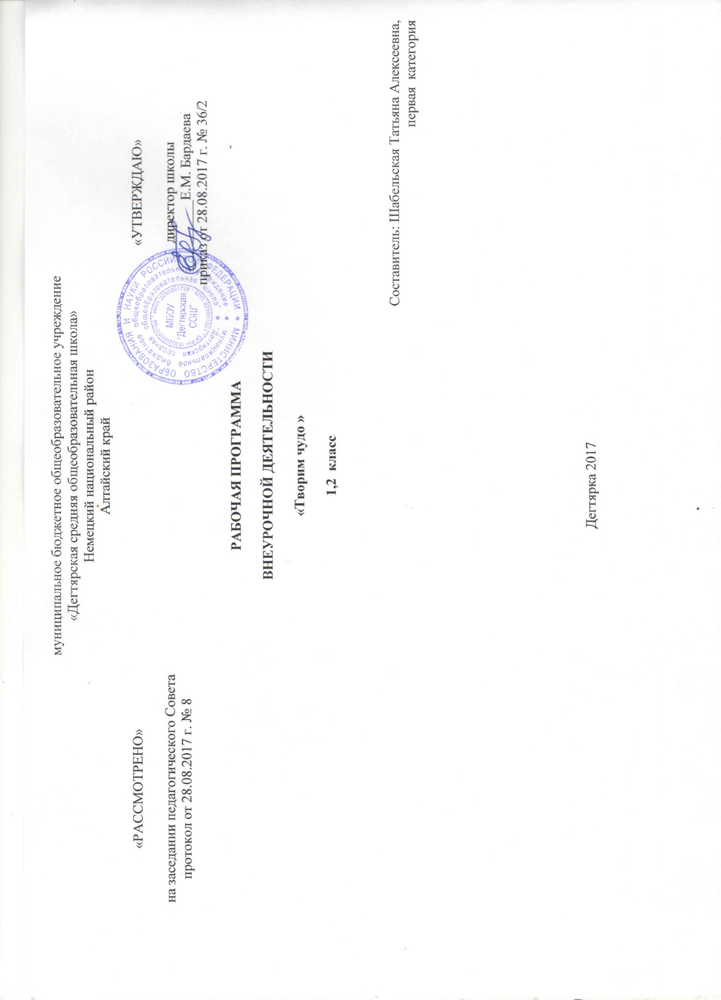 муниципальное бюджетное общеобразовательное учреждение
«Дегтярская средняя общеобразовательная школа»
Немецкий национальный район
Алтайский край
«РАССМОТРЕНО»
на заседании педагогического Совета
протокол от 28.08.2017 г. № 8
«УТВЕРЖДАЮ»
директор школы
Е.М. Бардаева
приказ от 28.08.2017 г. № 36/2
МИНИСТЕРСТВО ОБРАЗОВАНИЯ И НАУКИ РОССИЙСКОЙ ФЕДЕРАЦИИ
муниципальное бюджетное общеобразовательное учреждение
"Дегтярская средняя общеобразовательная школа"
ИНН 2259001728 * КПП 225901001 * ОГРН
МБОУ
"Дегтярская
СОШ"
РАБОЧАЯ ПРОГРАММА
ВНЕУРОЧНОЙ ДЕЯТЕЛЬНОСТИ
«Творим чудо »
1,2 класс
Составитель: Шабельская Татьяна Алексеевна,
первая категория
Дегтярка 2017